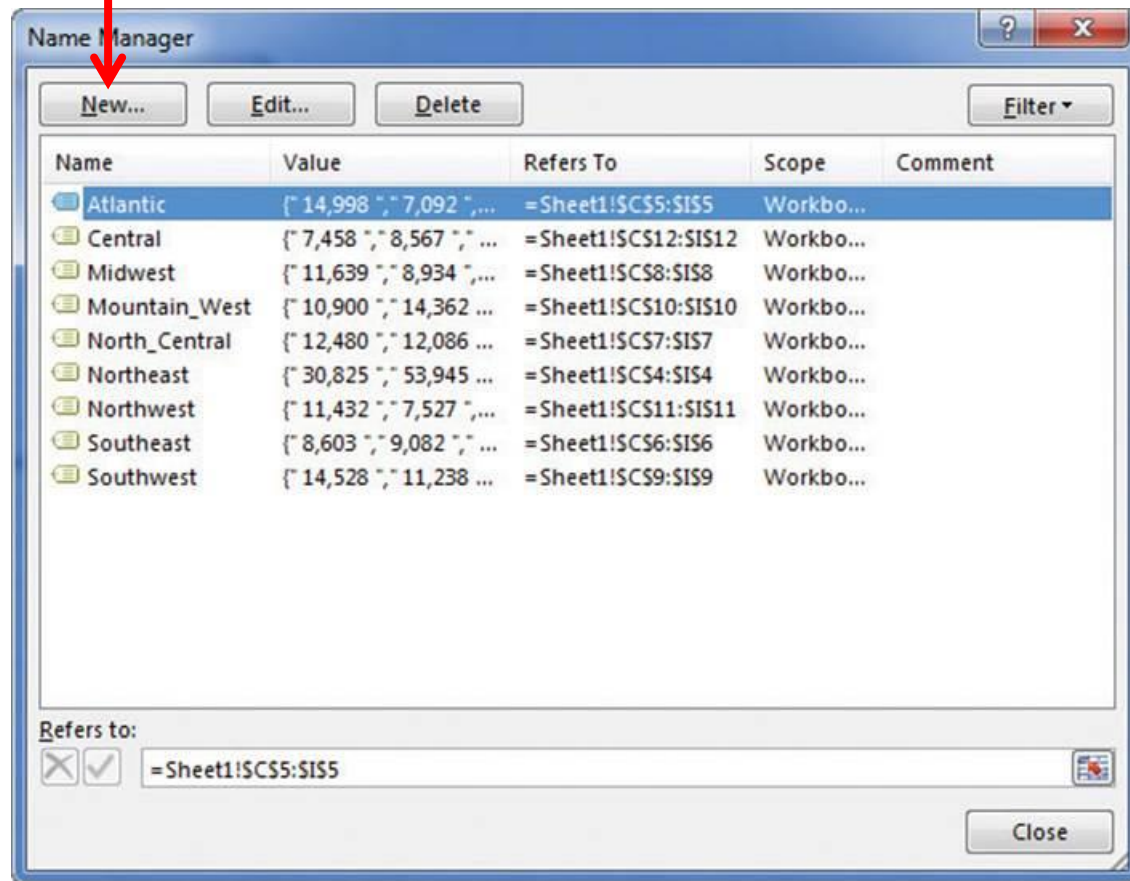 Name Manager
New... Edit... Delete Filter
Name Value Refers To Scope Comment
Atlantic {" 14,998 "," 7,092 ",... =Sheet1!$C$5:$I$5 Workbo...
Central {" 7,458 "," 8,567 "," ... =Sheet1!$C$12:$I$12 Workbo...
Midwest {" 11,639 "," 8,934 ",... =Sheet1!$C$8:$I$8 Workbo...
Mountain_West {" 10,900 "," 14,362 ... =Sheet1!$C$10:$I$10 Workbo...
North_Central {" 12,480 "," 12,086 ... =Sheet1!$C$7:$I$7 Workbo...
Northeast {" 30,825 "," 53,945 ... =Sheet1!$C$4:$I$4 Workbo...
Northwest {" 11,432 "," 7,527 ",... =Sheet1!$C$11:$I$11 Workbo...
Southeast {" 8,603 "," 9,082 "," ... =Sheet1!$C$6:$I$6 Workbo...
Southwest {" 14,528 "," 11,238 ... =Sheet1!$C$9:$I$9 Workbo...
Refers to:
=Sheet1!$C$5:$I$5
Close